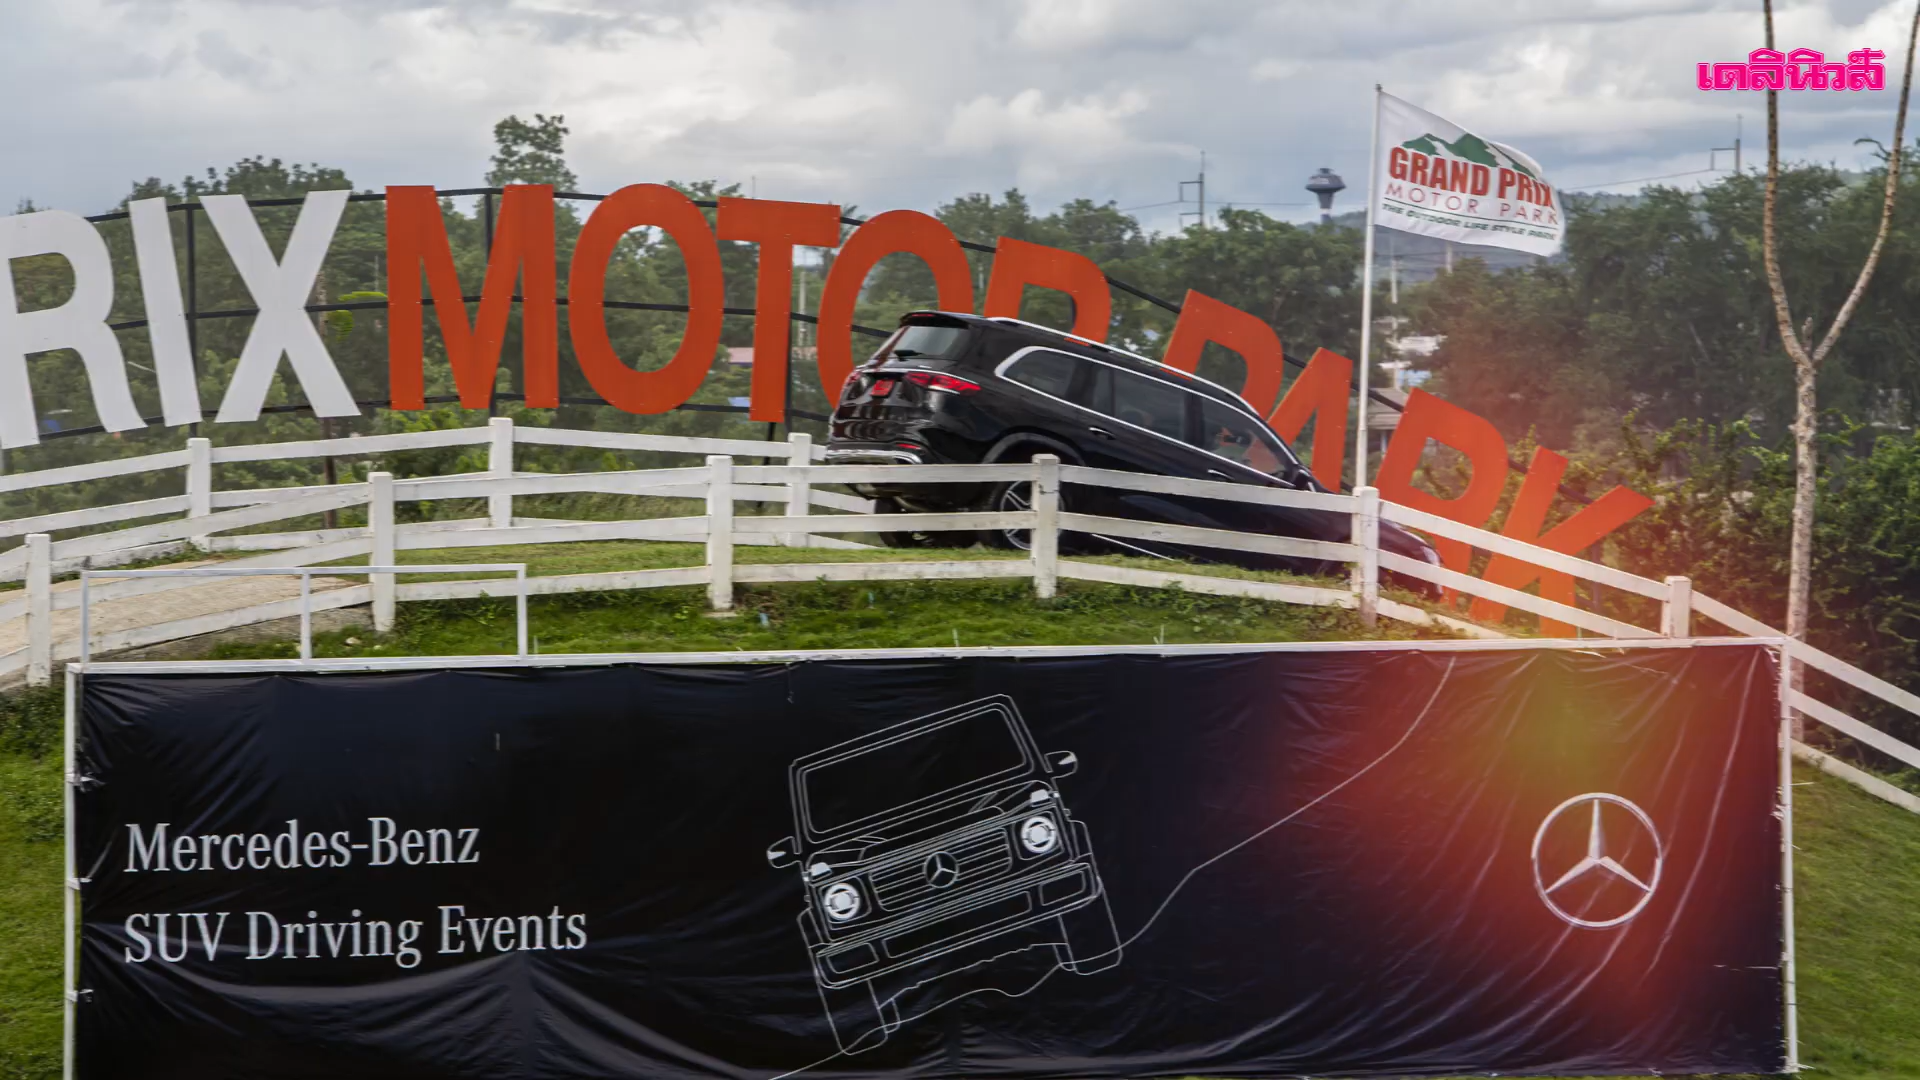 เดลินิวส์
GRAND PRIX
MOTOR PARK
THE OUTDOOR LIFE STYLE PARK
RIX MOTOR PARK
Mercedes-Benz
SUV Driving Events